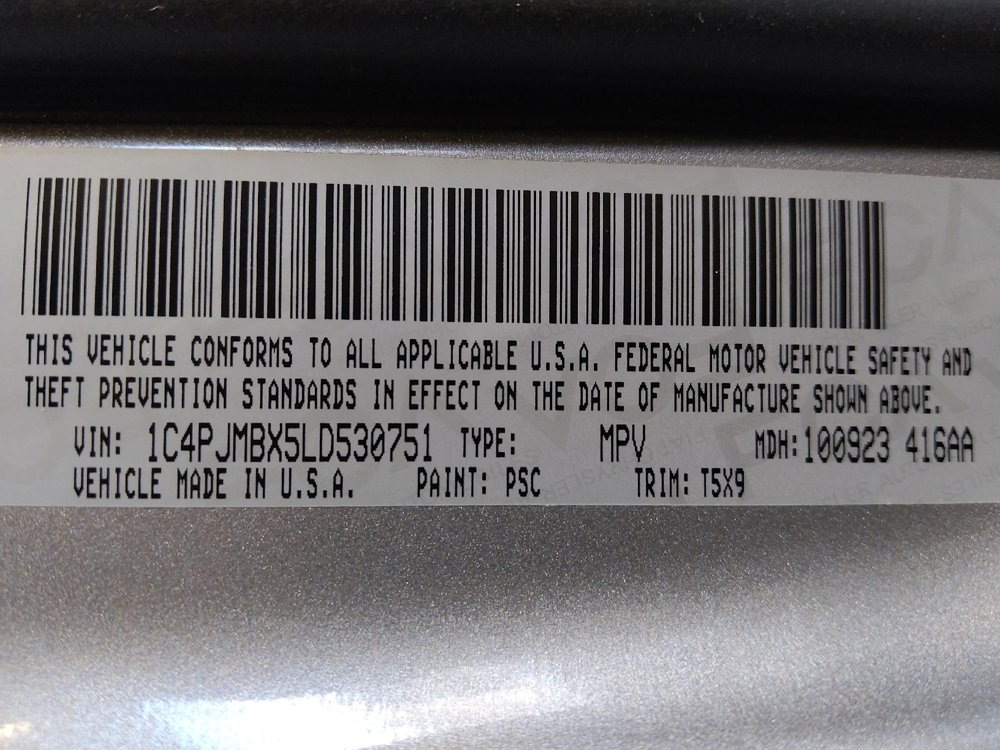 THIS VEHICLE CONFORMS TO ALL APPLICABLE U.S.A. FEDERAL MOTOR VEHICLE SAFETY AND
THEFT PREVENTION STANDARDS IN EFFECT ON THE DATE OF MANUFACTURE SHOWN ABOVE.
VIN: 1C4PJMBX5LD530751 TYPE: MPV MDH:100923 416AA
VEHICLE MADE IN U.S.A. PAINT: PSC TRIM: T5X9